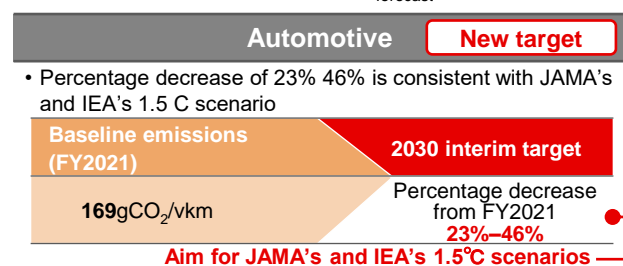 forecast
Automotive New target
• Percentage decrease of 23% 46% is consistent with JAMA's
and IEA's 1.5 C scenario
Baseline emissions
(FY2021)
2030 interim target
169gCO₂/vkm
Percentage decrease
from FY2021
23%–46%
Aim for JAMA's and IEA's 1.5℃ scenarios